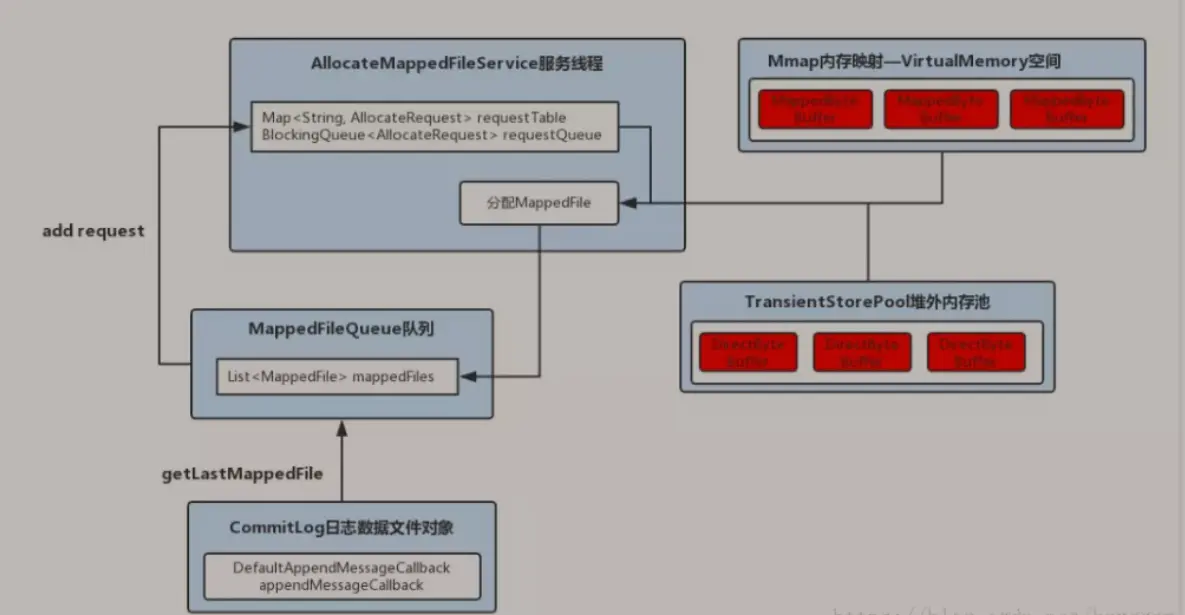 AllocateMappedFileService服务线程
Map<String, AllocateRequest> requestTable
BlockingQueue<AllocateRequest> requestQueue
分配MappedFile
Mmap内存映射—VirtualMemory空间
MappedByte
Buffer
MappedByte
Buffer
MappedByte
Buffer
add request
TransientStorePool堆外内存池
DirectByte
Buffer
DirectByte
Buffer
DirectByte
Buffer
MappedFileQueue队列
List<MappedFile> mappedFiles
getLastMappedFile
CommitLog日志数据文件对象
DefaultAppendMessageCallback
appendMessageCallback